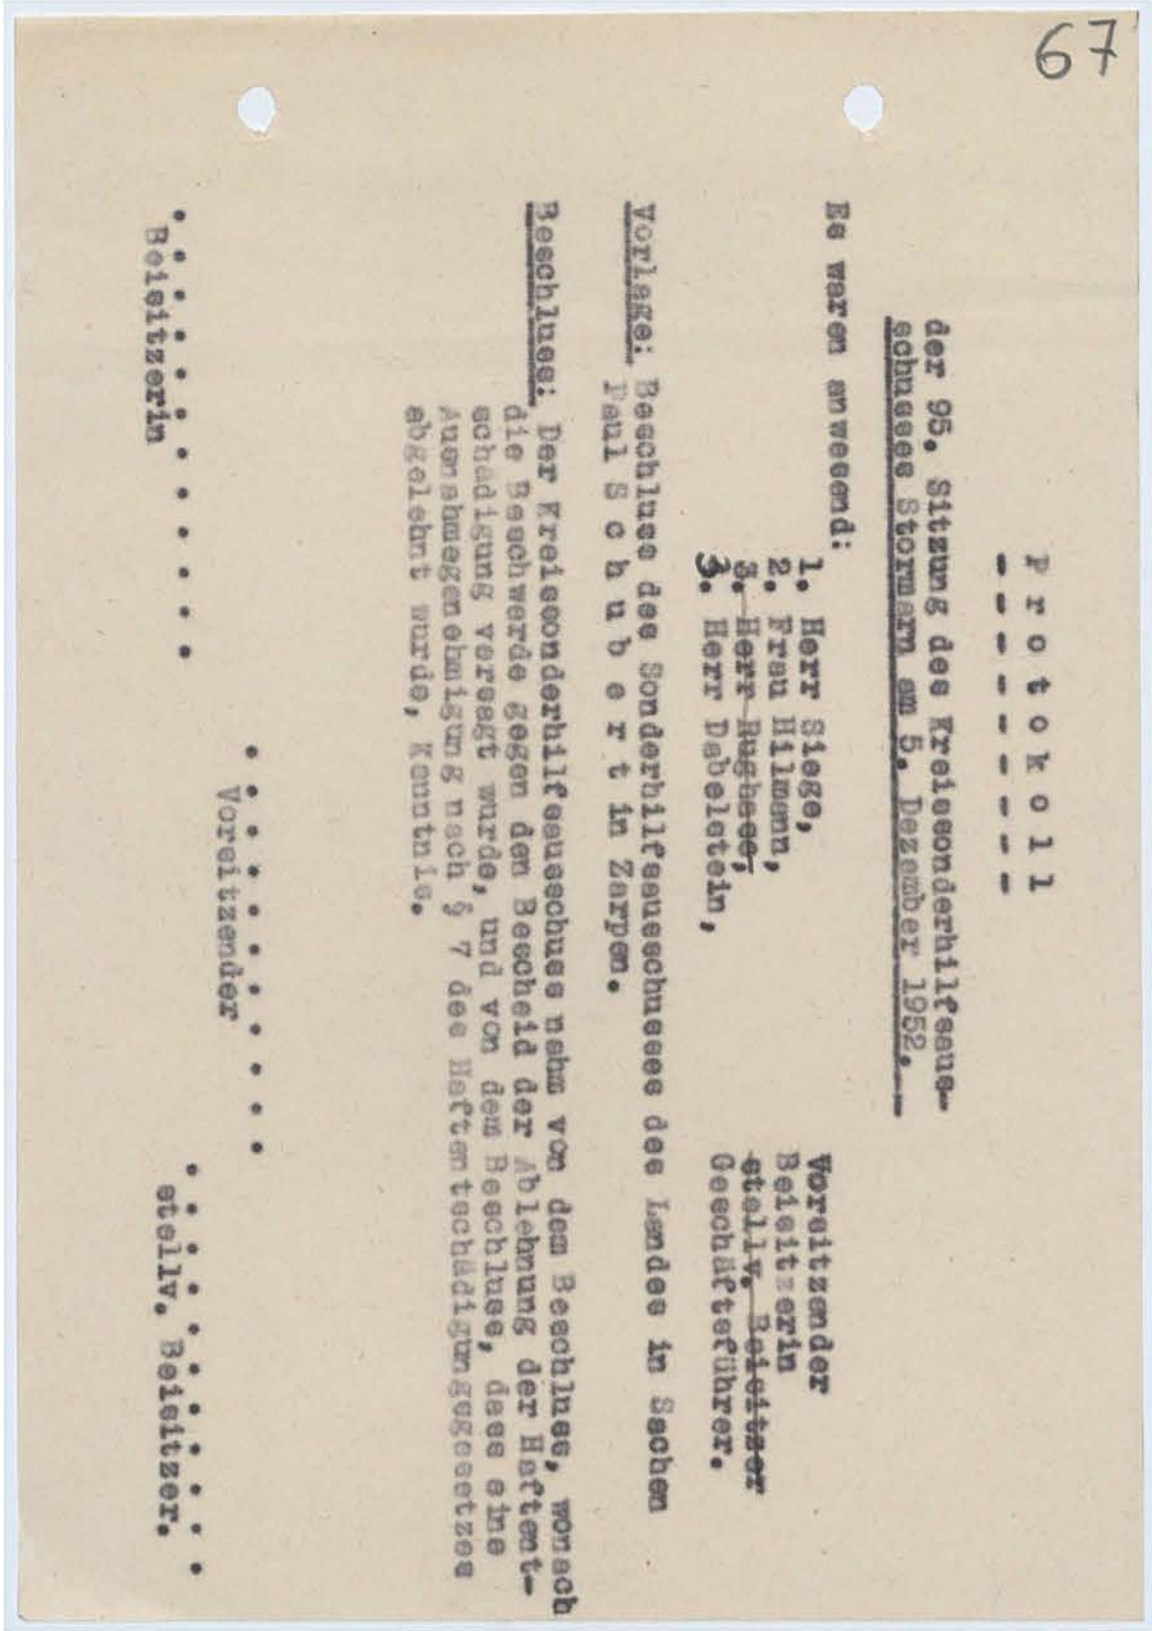 67
P r o t o k o l l
- - - - - - - - -
der 95. Sitzung des Kreissonderhilfsaus-
schusses Stormarn am 5. Dezember 1952.
Es waren anwesend:
1. Herr Siege, Vorsitzender
2. Frau Hilmann, Beisitzerin
3. Herr Rughase, stellv. Beisitzer
3. Herr Dabelstein, Geschäftsführer.
Vorlage: Beschluss des Sonderhilfsausschusses des Landes in Sachen
Paul S c h u b e r t in Zarpen.
Beschluss: Der Kreissonderhilfsausschuss nahm von dem Beschluss, wonach
die Beschwerde gegen den Bescheid der Ablehnung der Haftent-
schädigung versagt wurde, und von dem Beschluss, dass eine
Ausnahmegenehmigung nach § 7 des Haftentschädigungsgesetzes
abgelehnt wurde, Kenntnis.
. . . . . . . . . . . .
Vorsitzender
. . . . . . . . . . . . . . . . . . . . . . . .
Beisitzerin stellv. Beisitzer.